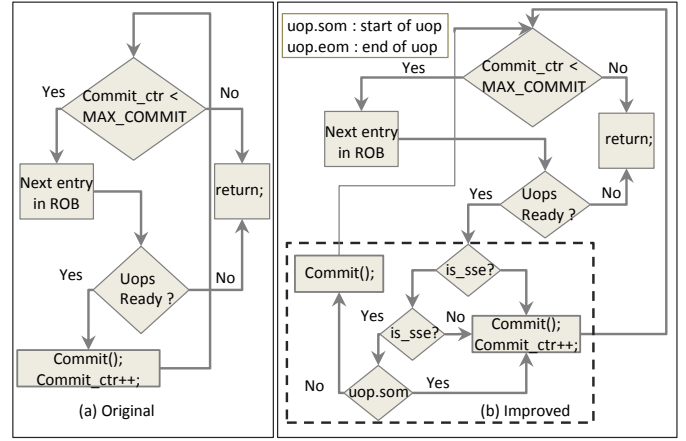 Commit_ctr <
MAX_COMMIT
Yes
No
Next entry
in ROB
return;
Uops
Ready ?
Yes
No
Commit();
Commit_ctr++;
(a) Original
uop.som : start of uop
uop.eom : end of uop
Commit_ctr <
MAX_COMMIT
Yes
No
Next entry
in ROB
return;
Uops
Ready ?
Yes
No
is_sse?
Commit();
Yes
is_sse?
No
Commit();
Commit_ctr++;
No
uop.som
Yes
(b) Improved